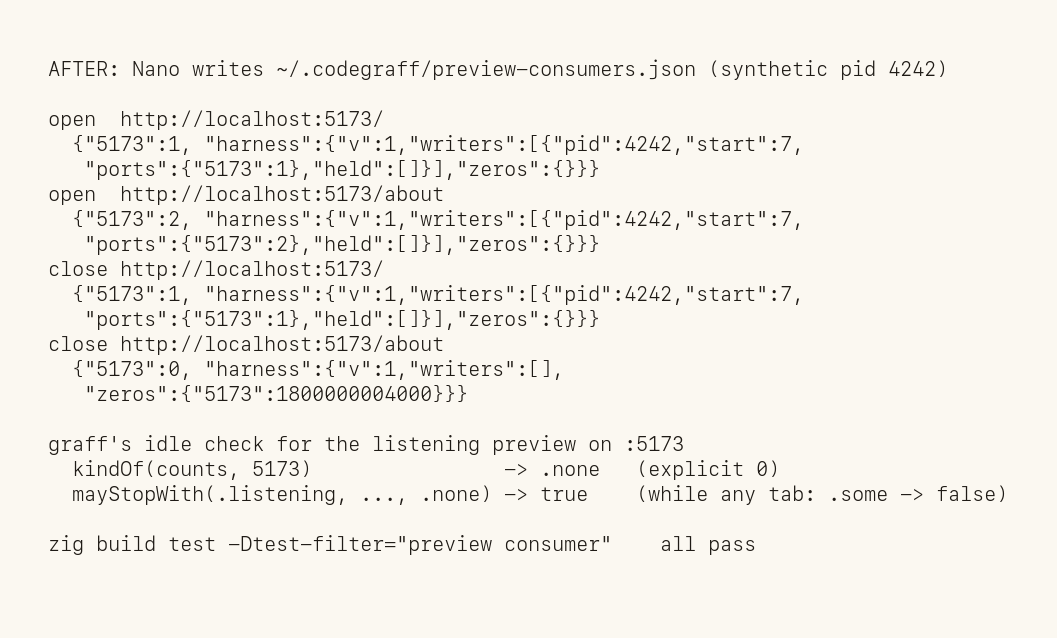 AFTER: Nano writes ~/.codegraff/preview-consumers.json (synthetic pid 4242)
open  http://localhost:5173/
  {"5173":1, "harness":{"v":1,"writers":[{"pid":4242,"start":7,
   "ports":{"5173":1},"held":[]}],"zeros":{}}}
open  http://localhost:5173/about
  {"5173":2, "harness":{"v":1,"writers":[{"pid":4242,"start":7,
   "ports":{"5173":2},"held":[]}],"zeros":{}}}
close http://localhost:5173/
  {"5173":1, "harness":{"v":1,"writers":[{"pid":4242,"start":7,
   "ports":{"5173":1},"held":[]}],"zeros":{}}}
close http://localhost:5173/about
  {"5173":0, "harness":{"v":1,"writers":[],
   "zeros":{"5173":1800000004000}}}
graff's idle check for the listening preview on :5173
  kindOf(counts, 5173)                -> .none   (explicit 0)
  mayStopWith(.listening, ..., .none) -> true    (while any tab: .some -> false)
zig build test -Dtest-filter="preview consumer"    all pass